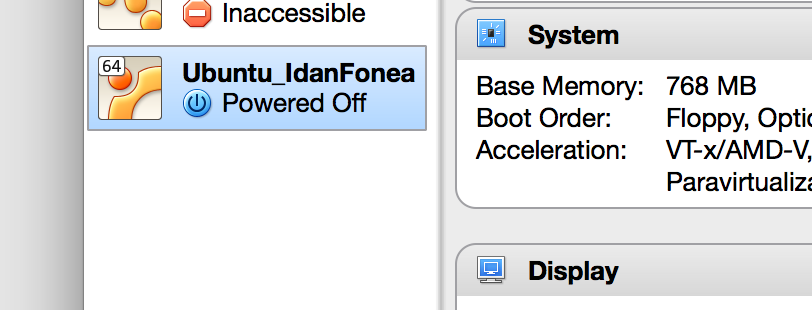 Inaccessible
64
Ubuntu_IdanFonea
Powered Off
System
Base Memory: 768 MB
Boot Order: Floppy, Optic
Acceleration: VT-x/AMD-V,
Paravirtualiza
Display